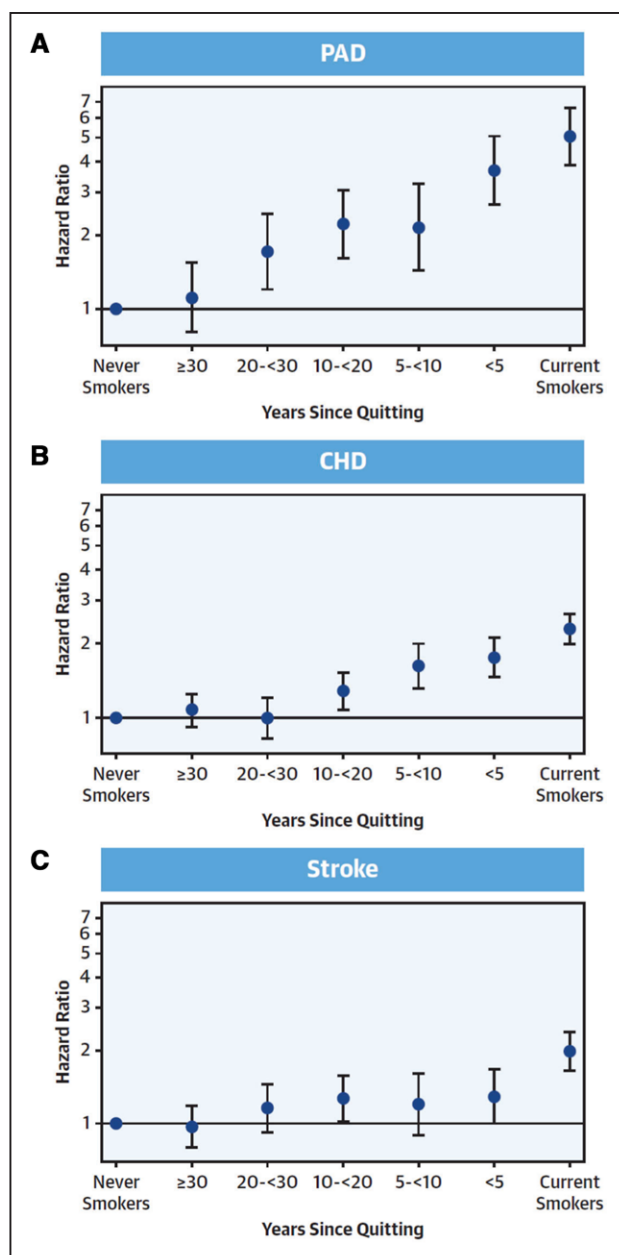 A
PAD
Hazard Ratio
7
6
5
4
3
2
1
Never Smokers
≥30
20-<30
10-<20
5-<10
<5
Current Smokers
Years Since Quitting
B
CHD
Hazard Ratio
7
6
5
4
3
2
1
Never Smokers
≥30
20-<30
10-<20
5-<10
<5
Current Smokers
Years Since Quitting
C
Stroke
Hazard Ratio
7
6
5
4
3
2
1
Never Smokers
≥30
20-<30
10-<20
5-<10
<5
Current Smokers
Years Since Quitting